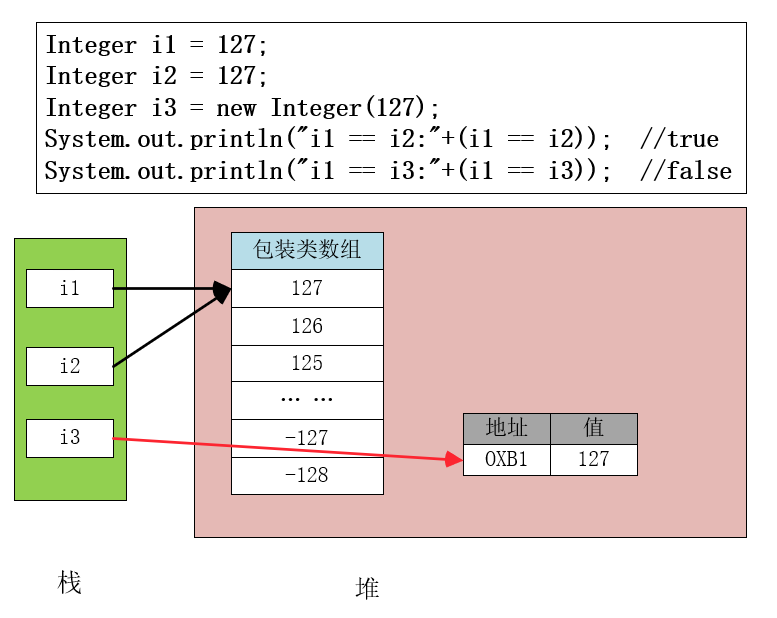 Integer i1 = 127;
Integer i2 = 127;
Integer i3 = new Integer(127);
System.out.println("i1 == i2:"+(i1 == i2));  //true
System.out.println("i1 == i3:"+(i1 == i3));  //false
包装类数组
i1
127
126
i2
125
… …
i3
-127
-128
地址 值
0XB1 127
栈
堆